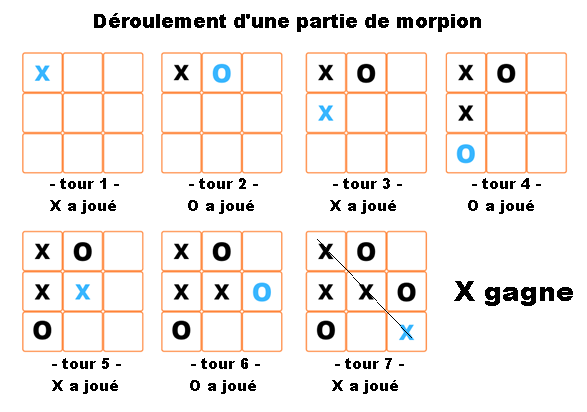 Déroulement d'une partie de morpion
X
X O
X O
X
X O
X
O
- tour 1 -
X a joué
- tour 2 -
O a joué
- tour 3 -
X a joué
- tour 4 -
O a joué
X O
X X
O
X O
X X O
O
X O
X X O
O X
X gagne
- tour 5 -
X a joué
- tour 6 -
O a joué
- tour 7 -
X a joué